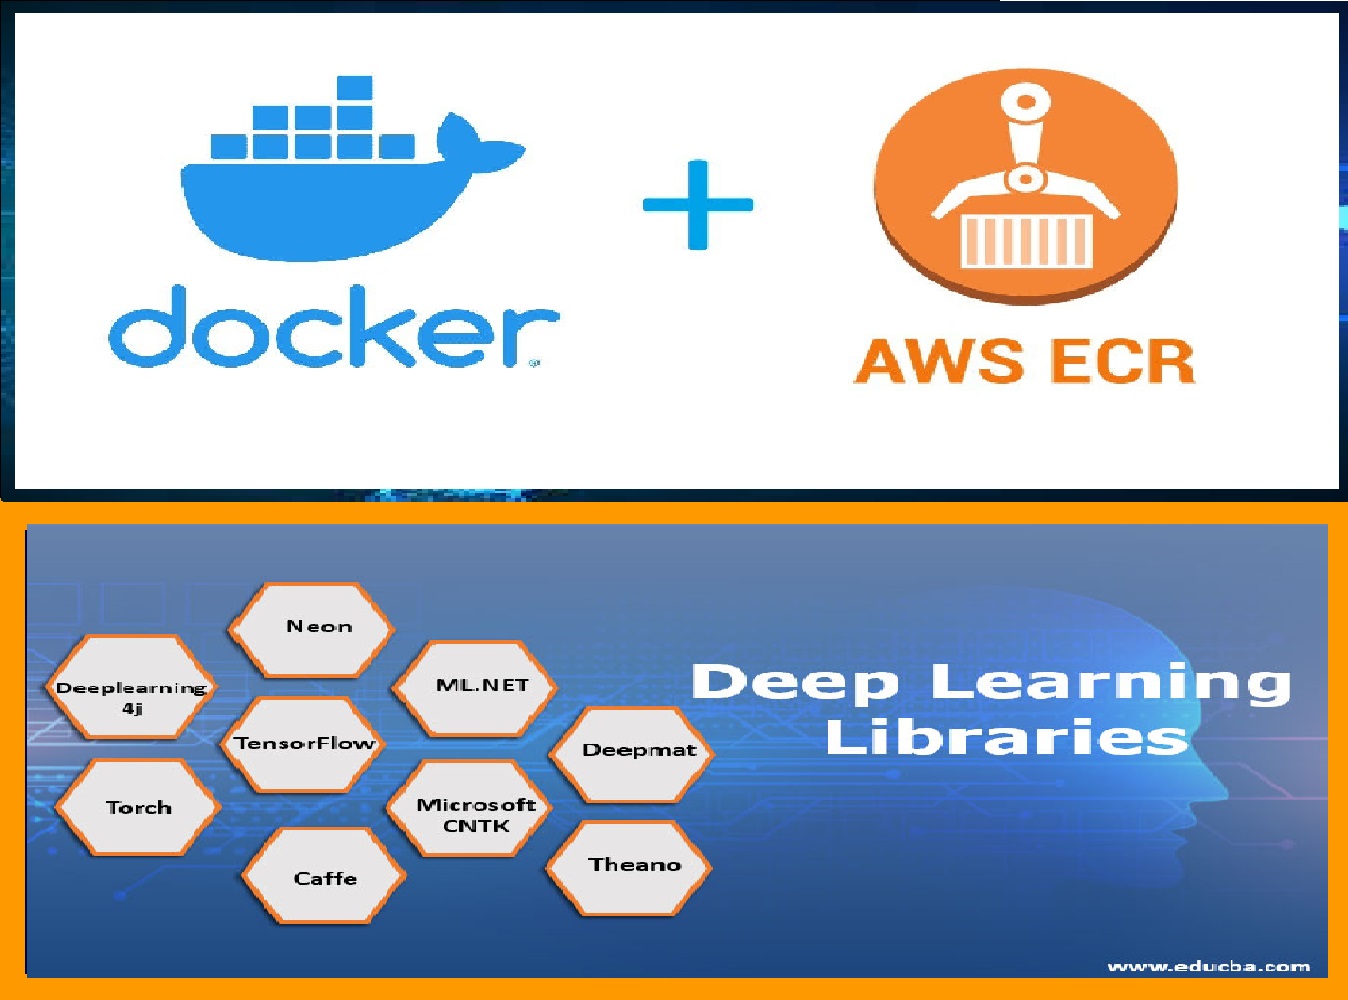 docker
AWS ECR
Neon
Deeplearning
4j
ML.NET
TensorFlow
Deepmat
Torch
Microsoft
CNTK
Caffe
Theano
Deep Learning
Libraries
www.educba.com